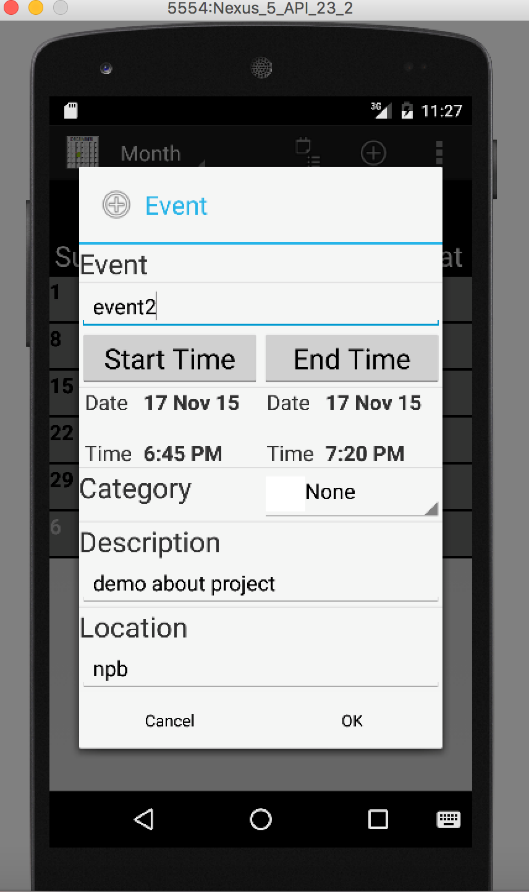 5554:Nexus_5_API_23_2
3G 11:27
Month
Event
Su at
Event
1
event2
8
Start Time End Time
15
Date 17 Nov 15 Date 17 Nov 15
22
Time 6:45 PM Time 7:20 PM
29
Category None
6
Description
demo about project
Location
npb
Cancel OK